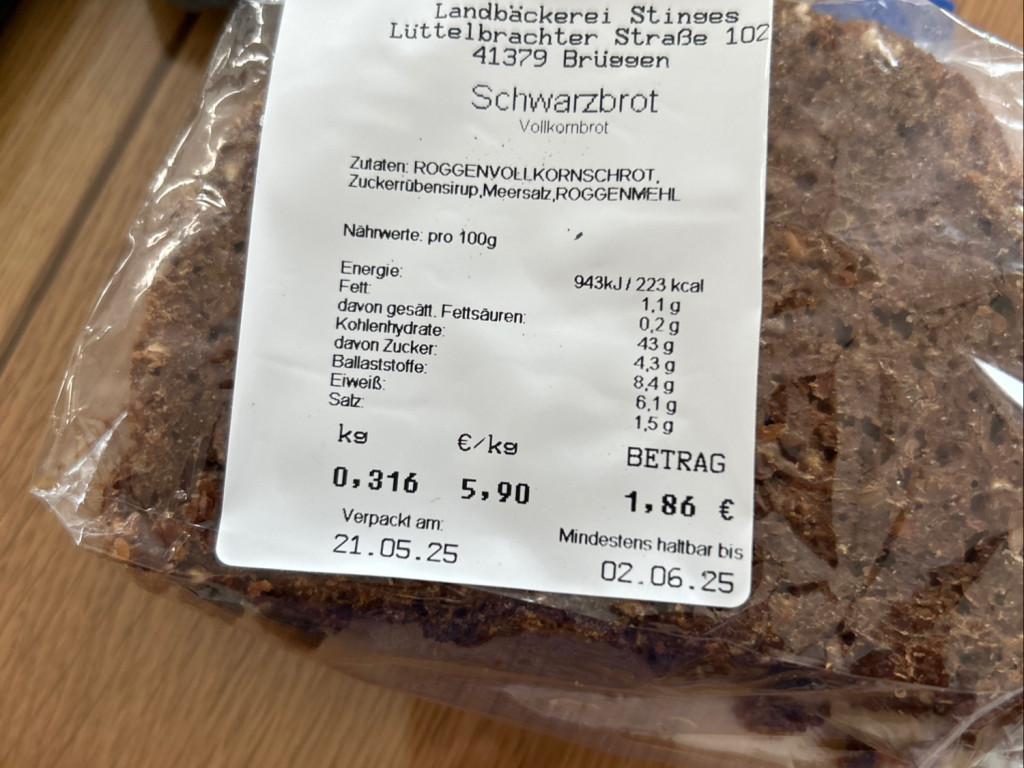 Landbäckerei Stinges
Lüttelbrachter Straße 102
41379 Brüggen
Schwarzbrot
Vollkornbrot
Zutaten: ROGGENVOLLKORNSCHROT,
Zuckerrübensirup,Meersalz,ROGGENMEHL
Nährwerte: pro 100g
Energie: 943kJ / 223 kcal
Fett: 1,1 g
davon gesätt. Fettsäuren: 0,2 g
Kohlenhydrate: 43 g
davon Zucker: 4,3 g
Ballaststoffe: 8,4 g
Eiweiß: 6,1 g
Salz: 1,5 g
kg €/kg BETRAG
0,316 5,90 1,86 €
Verpackt am: Mindestens haltbar bis
21.05.25 02.06.25